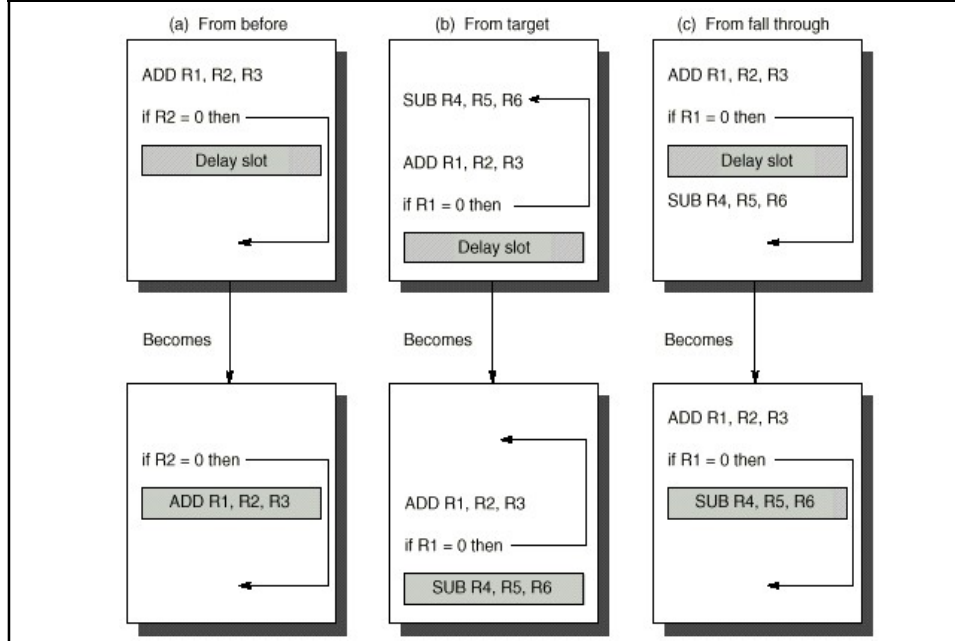 (a) From before
ADD R1, R2, R3
if R2 = 0 then
Delay slot
Becomes
if R2 = 0 then
ADD R1, R2, R3
(b) From target
SUB R4, R5, R6
ADD R1, R2, R3
if R1 = 0 then
Delay slot
Becomes
ADD R1, R2, R3
if R1 = 0 then
SUB R4, R5, R6
(c) From fall through
ADD R1, R2, R3
if R1 = 0 then
Delay slot
SUB R4, R5, R6
Becomes
ADD R1, R2, R3
if R1 = 0 then
SUB R4, R5, R6